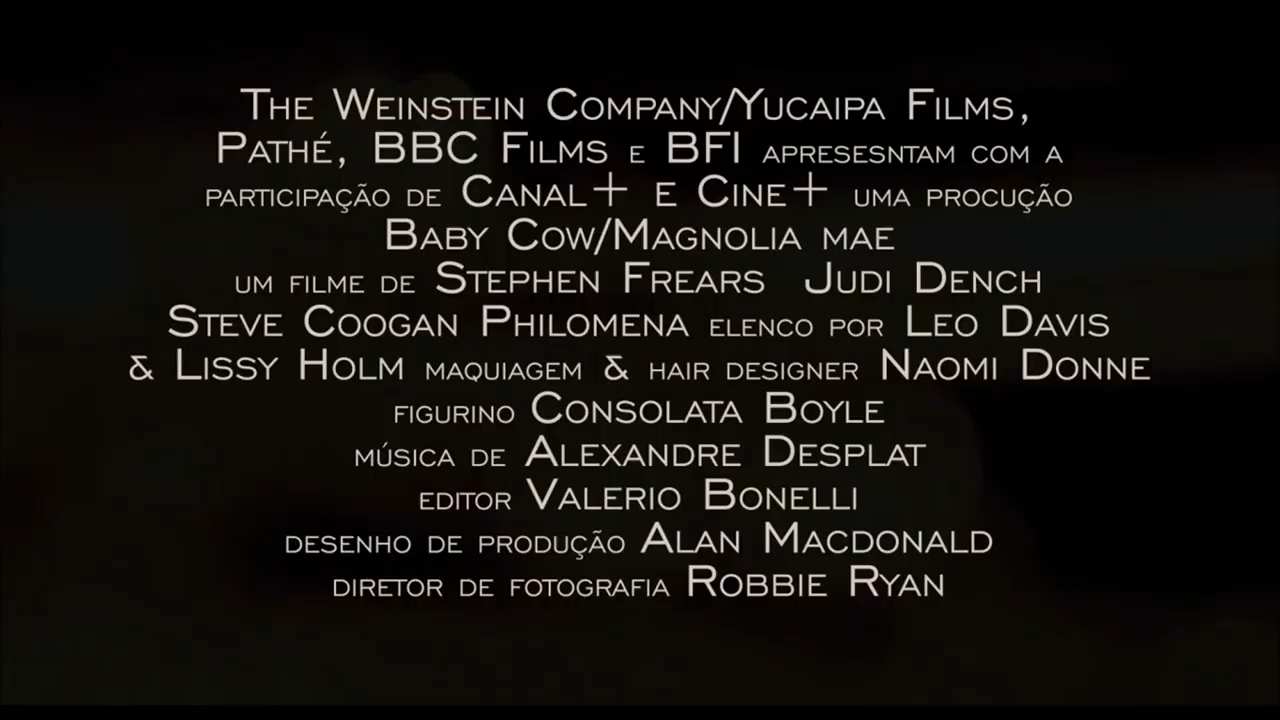 The Weinstein Company/Yucaipa Films,
Pathé, BBC Films e BFI apresesntam com a
participação de Canal+ e Cine+ uma procução
Baby Cow/Magnolia mae
um filme de Stephen Frears Judi Dench
Steve Coogan Philomena elenco por Leo Davis
& Lissy Holm maquiagem & hair designer Naomi Donne
figurino Consolata Boyle
música de Alexandre Desplat
editor Valerio Bonelli
desenho de produção Alan Macdonald
diretor de fotografia Robbie Ryan